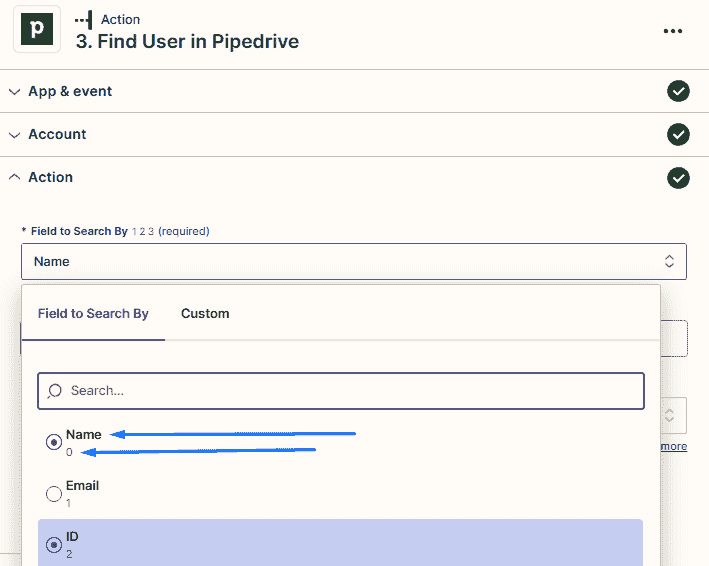 p
Action
3. Find User in Pipedrive
App & event
Account
Action
* Field to Search By 1 2 3 (required)
Name
Field to Search By Custom
Search...
Name
0
Email
1
ID
2
more